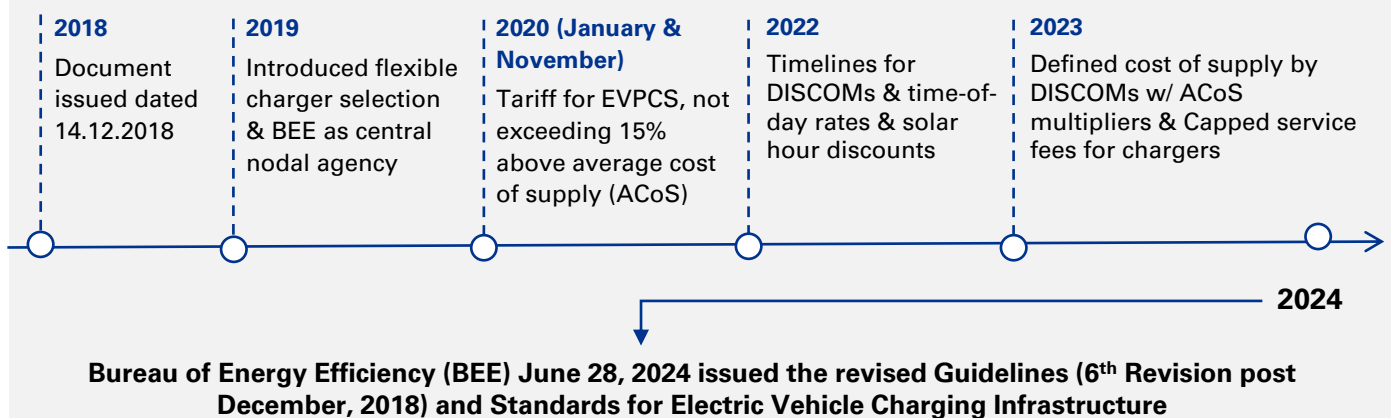 2018
Document
issued dated
14.12.2018
2019
Introduced flexible
charger selection
& BEE as central
nodal agency
2020 (January &
November)
Tariff for EVPCS, not
exceeding 15%
above average cost
of supply (ACoS)
2022
Timelines for
DISCOMs & time-of-
day rates & solar
hour discounts
2023
Defined cost of supply by
DISCOMs w/ ACoS
multipliers & Capped service
fees for chargers
2024
Bureau of Energy Efficiency (BEE) June 28, 2024 issued the revised Guidelines (6th Revision post
December, 2018) and Standards for Electric Vehicle Charging Infrastructure